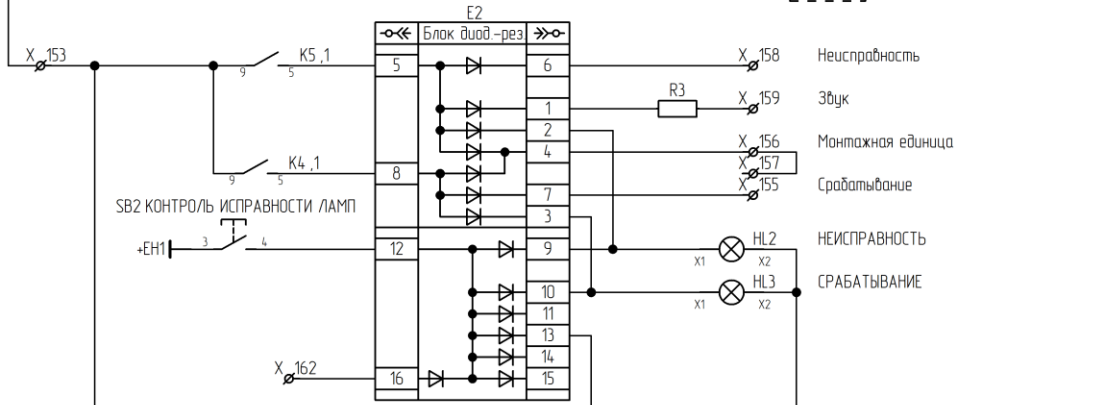 E2
Блок диод.-рез.
X 153
9 K5 ,1 5
5 6
X 158 Неисправность
1
R3
X 159 Звук
2
4
X 156 Монтажная единица
X 157
9 K4 ,1 5
8
7
X 155 Срабатывание
SB2 КОНТРОЛЬ ИСПРАВНОСТИ ЛАМП
3
+EH1 3 4
12 9
X1 HL2 X2
НЕИСПРАВНОСТЬ
10
X1 HL3 X2
СРАБАТЫВАНИЕ
11
13
14
X 162
16 15